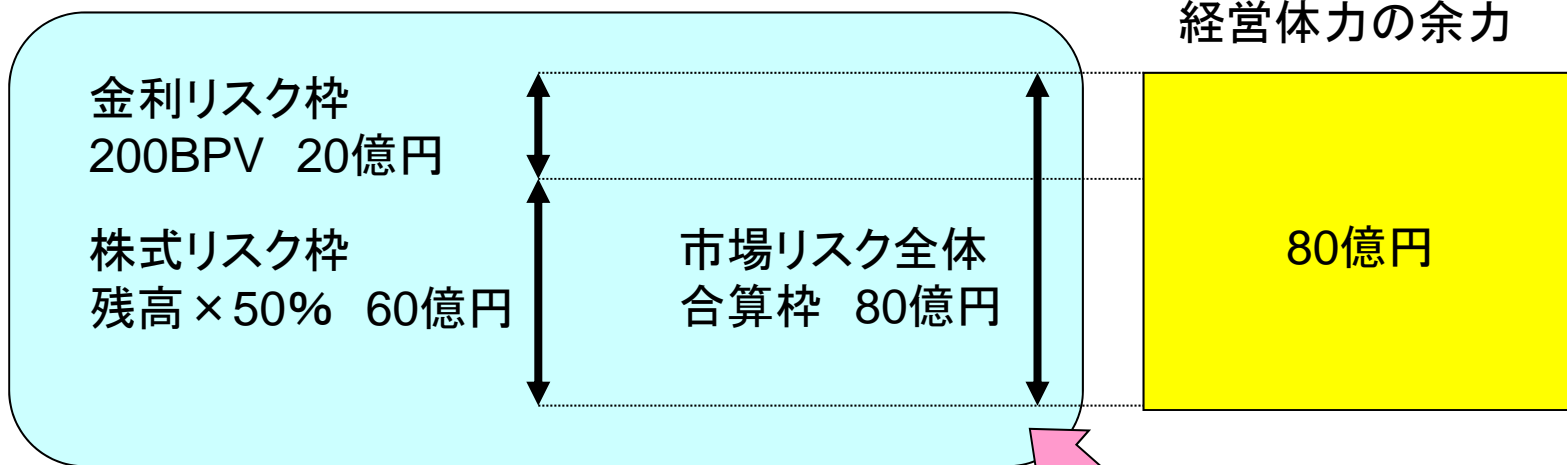 経営体力の余力
金利リスク枠
200BPV 20億円
株式リスク枠
残高×50% 60億円
市場リスク全体
合算枠 80億円
80億円